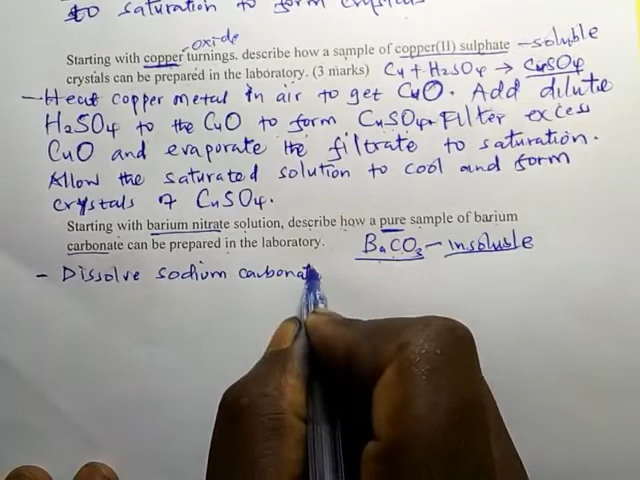 to saturation to form crystals
-oxide
Starting with copper turnings. describe how a sample of copper(II) sulphate -soluble
crystals can be prepared in the laboratory. (3 marks) Cu + H2SO4 → CuSO4
- Heat copper metal in air to get CuO. Add dilute
H2SO4 to the CuO to form CuSO4. Filter excess
CuO and evaporate the filtrate to saturation.
Allow the saturated solution to cool and form
crystals of CuSO4.
Starting with barium nitrate solution, describe how a pure sample of barium
carbonate can be prepared in the laboratory. BaCO3 - insoluble
- Dissolve sodium carbonat